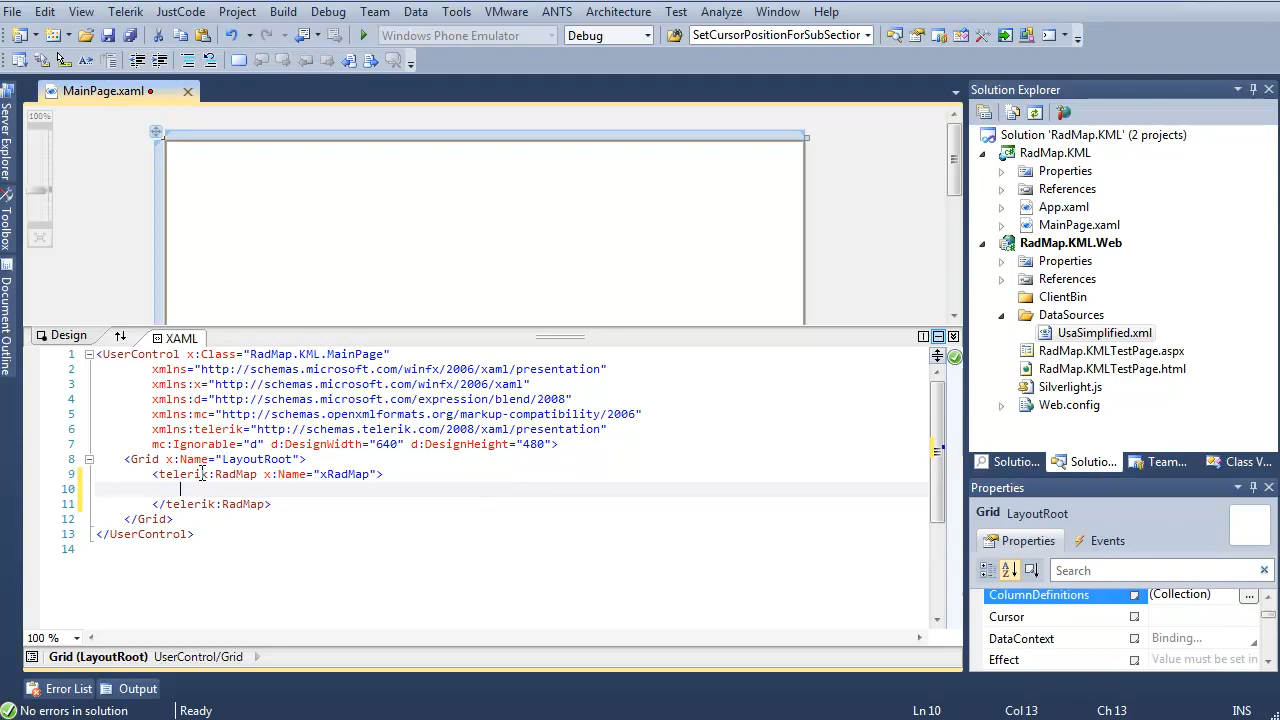 File Edit View Telerik JustCode Project Build Debug Team Data Tools VMware ANTS Architecture Test Analyze Window Help
Windows Phone Emulator Debug SetCursorPositionForSubSection
MainPage.xaml
Server Explorer
Toolbox
Document Outline
100%
Design XAML
1 <UserControl x:Class="RadMap.KML.MainPage"
2 xmlns="http://schemas.microsoft.com/winfx/2006/xaml/presentation"
3 xmlns:x="http://schemas.microsoft.com/winfx/2006/xaml"
4 xmlns:d="http://schemas.microsoft.com/expression/blend/2008"
5 xmlns:mc="http://schemas.openxmlformats.org/markup-compatibility/2006"
6 xmlns:telerik="http://schemas.telerik.com/2008/xaml/presentation"
7 mc:Ignorable="d" d:DesignWidth="640" d:DesignHeight="480">
8 <Grid x:Name="LayoutRoot">
9 <telerik:RadMap x:Name="xRadMap">
10
11 </telerik:RadMap>
12 </Grid>
13 </UserControl>
14
100 %
Grid (LayoutRoot) UserControl/Grid
Error List Output
No errors in solution Ready Ln 10 Col 13 Ch 13 INS
Solution Explorer
Solution 'RadMap.KML' (2 projects)
RadMap.KML
Properties
References
App.xaml
MainPage.xaml
RadMap.KML.Web
Properties
References
ClientBin
DataSources
UsaSimplified.xml
RadMap.KMLTestPage.aspx
RadMap.KMLTestPage.html
Silverlight.js
Web.config
Solutio... Solutio... Team... Class V...
Properties
Grid LayoutRoot
Properties Events
Search
ColumnDefinitions (Collection) ...
Cursor
DataContext Binding...
Effect Value must be set in